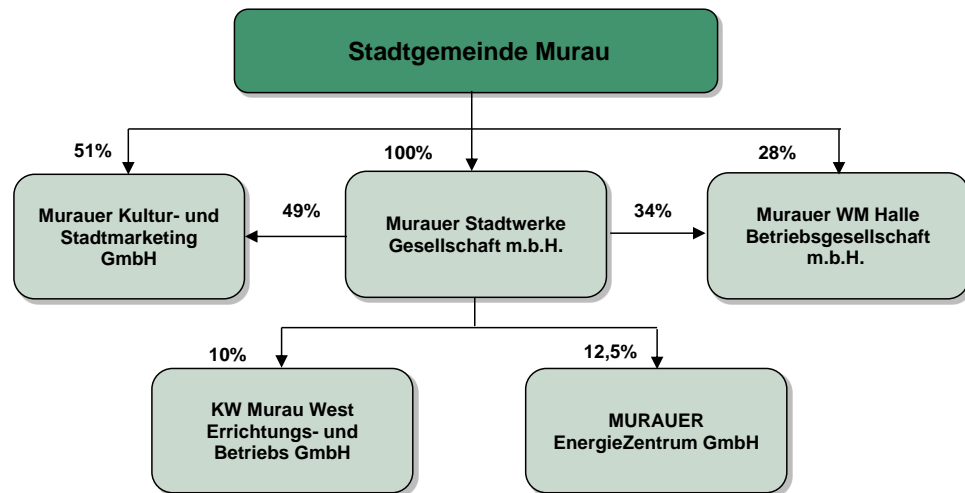 Stadtgemeinde Murau
51%
100%
28%
Murauer Kultur- und
Stadtmarketing
GmbH
49%
Murauer Stadtwerke
Gesellschaft m.b.H.
34%
Murauer WM Halle
Betriebsgesellschaft
m.b.H.
10%
12,5%
KW Murau West
Errichtungs- und
Betriebs GmbH
MURAUER
EnergieZentrum GmbH